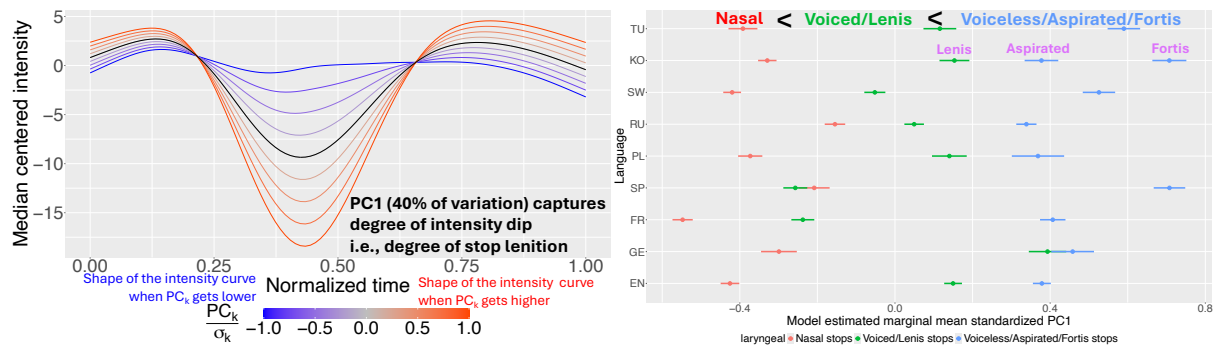 Median centered intensity
5
0
−5
−10
−15
PC1 (40% of variation) captures
degree of intensity dip
i.e., degree of stop lenition
0.00
0.25
0.50
0.75
1.00
Normalized time
Shape of the intensity curve
when PCk gets lower
Shape of the intensity curve
when PCk gets higher
PCk
σk
−1.0
−0.5
0.0
0.5
1.0
Nasal < Voiced/Lenis < Voiceless/Aspirated/Fortis
Lenis
Aspirated
Fortis
Language
TU
KO
SW
RU
PL
SP
FR
GE
EN
−0.4
0.0
0.4
0.8
Model estimated marginal mean standardized PC1
laryngeal Nasal stops Voiced/Lenis stops Voiceless/Aspirated/Fortis stops